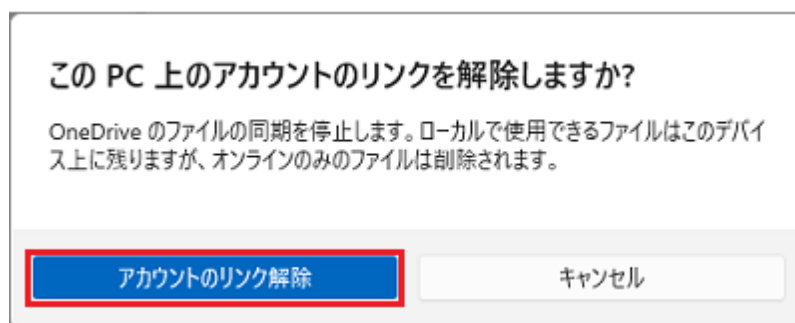 この PC 上のアカウントのリンクを解除しますか?
OneDrive のファイルの同期を停止します。ローカルで使用できるファイルはこのデバイ
ス上に残りますが、オンラインのみのファイルは削除されます。
アカウントのリンク解除
キャンセル